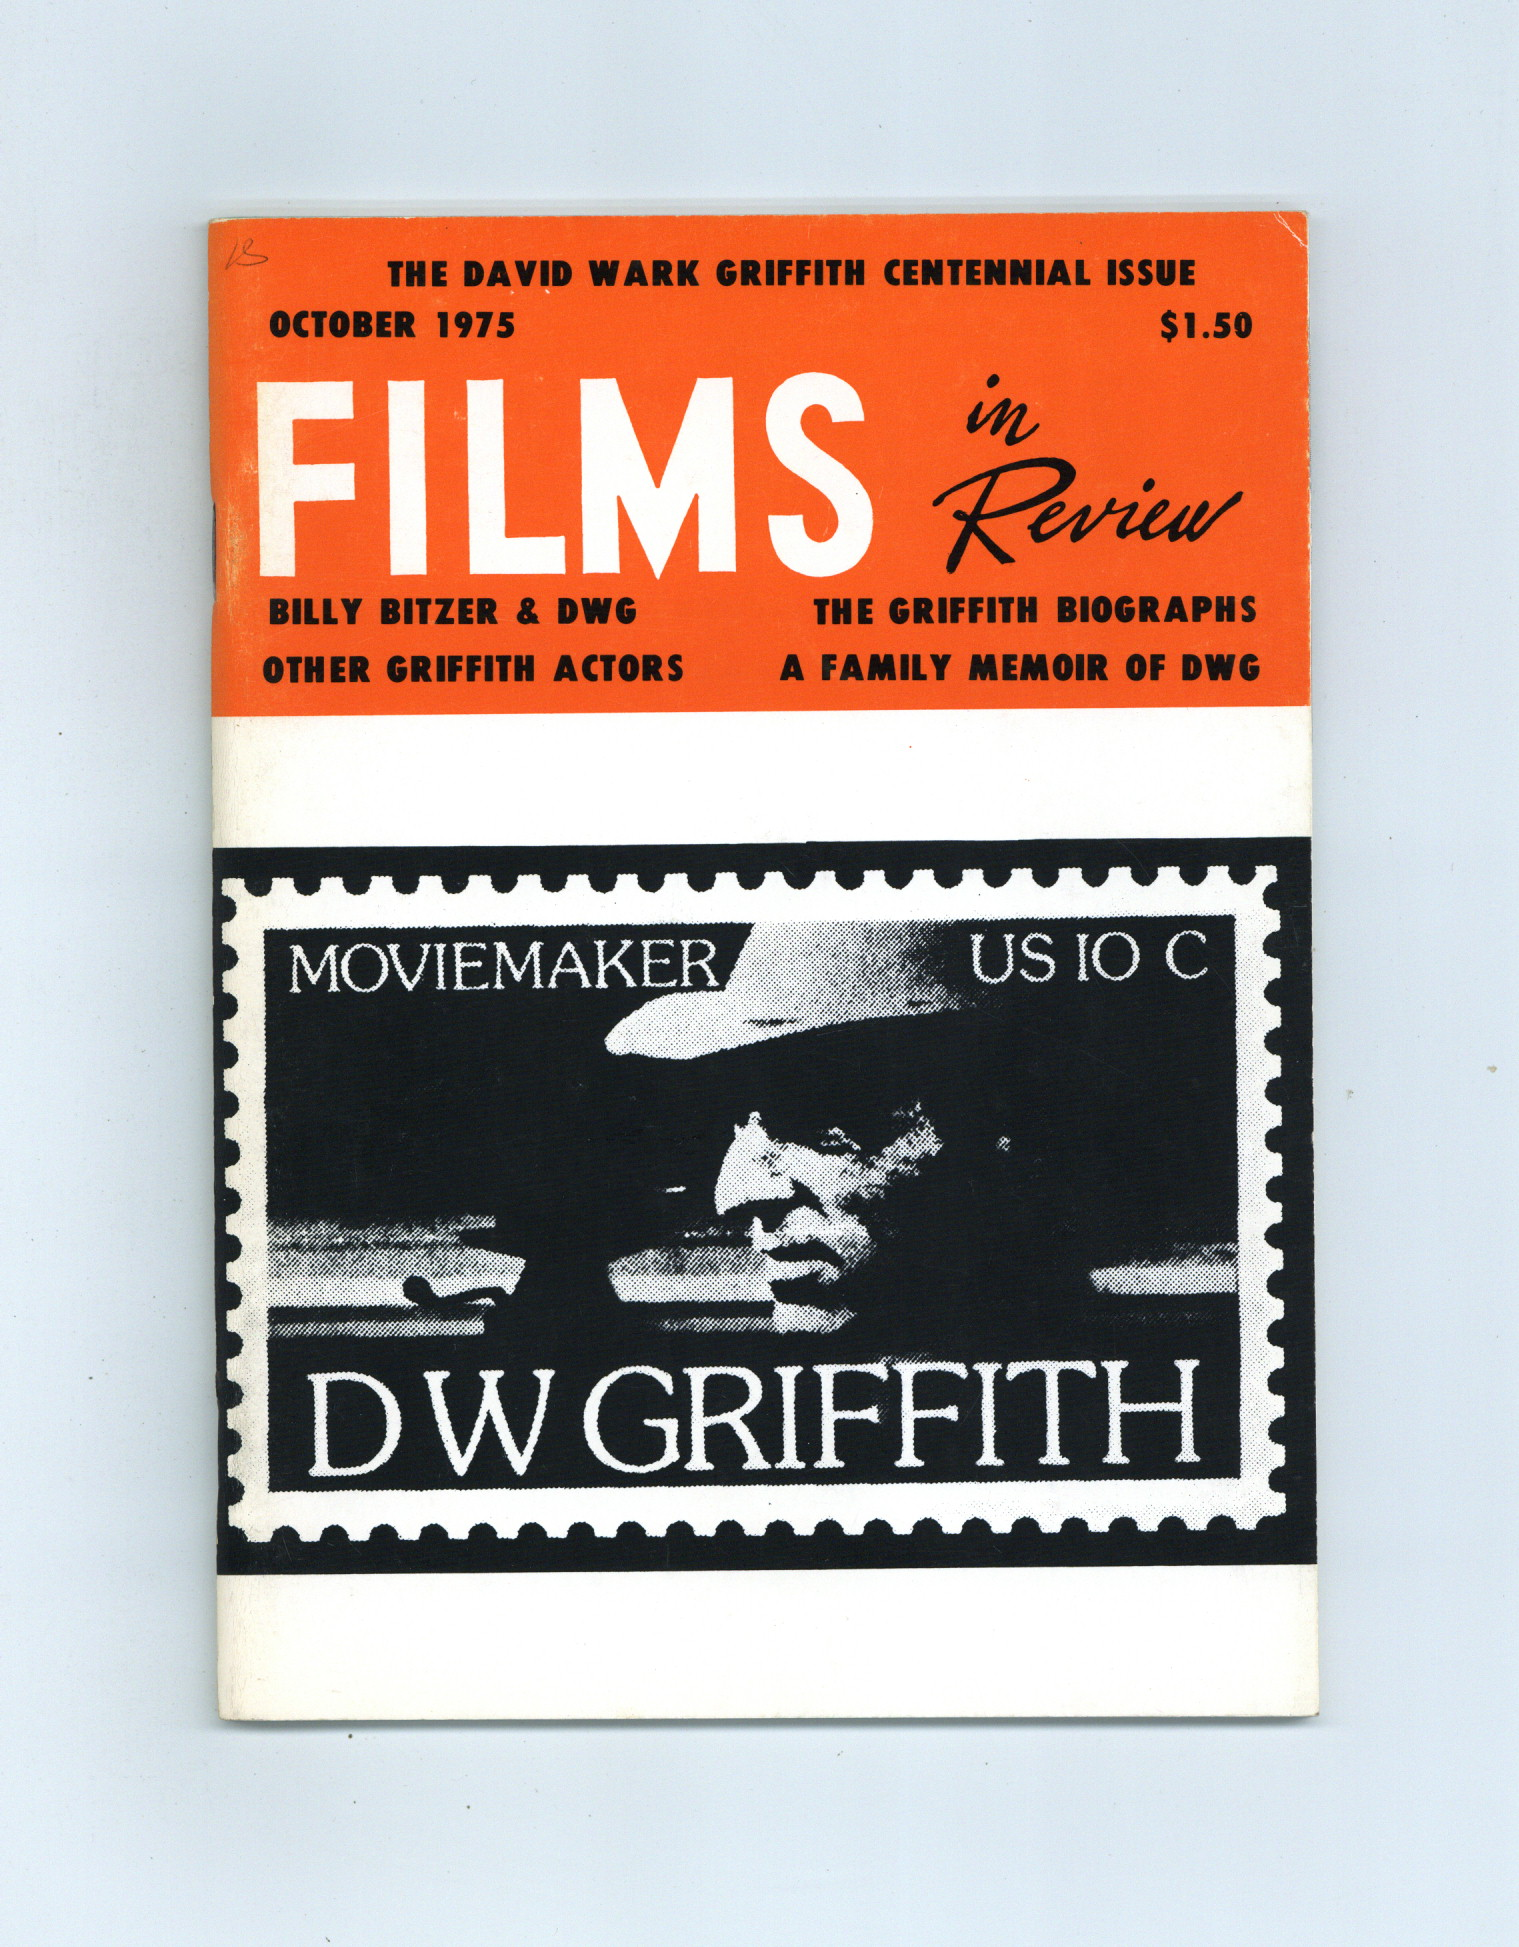 THE DAVID WARK GRIFFITH CENTENNIAL ISSUE
OCTOBER 1975 $1.50
FILMS in Review
BILLY BITZER & DWG THE GRIFFITH BIOGRAPHS
OTHER GRIFFITH ACTORS A FAMILY MEMOIR OF DWG
MOVIEMAKER US 10 C
D W GRIFFITH